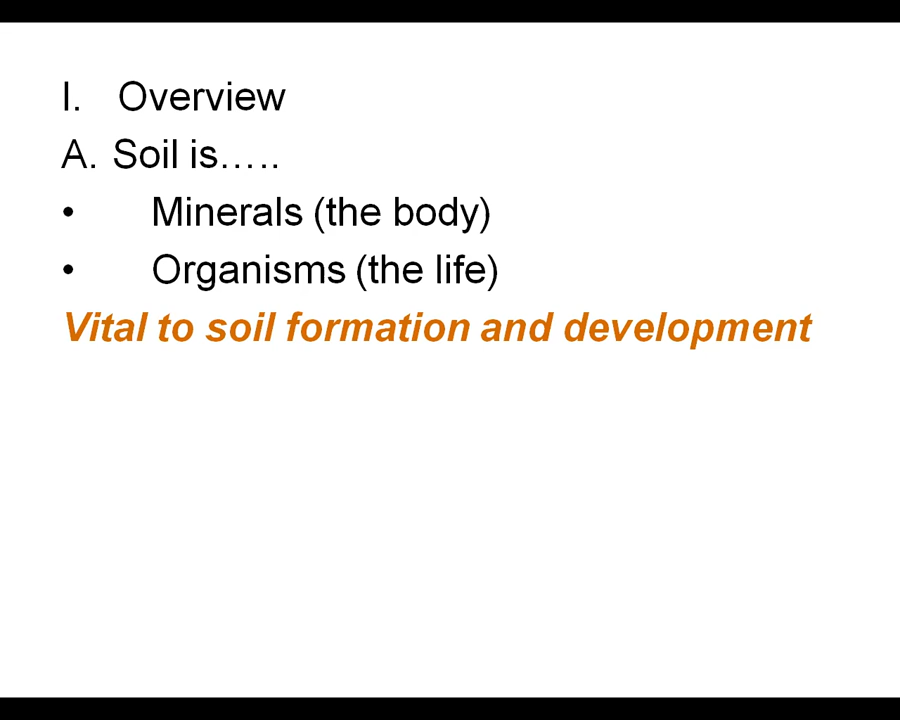 I. Overview
A. Soil is…..
• Minerals (the body)
• Organisms (the life)
Vital to soil formation and development